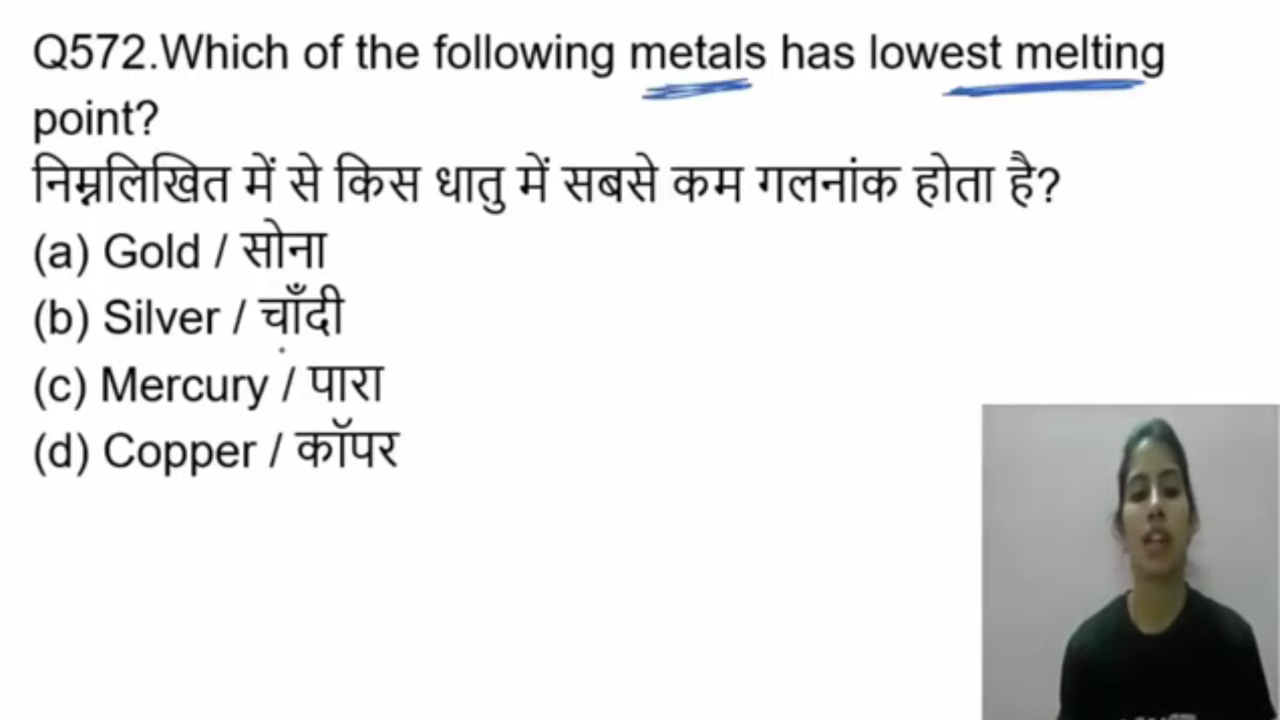 Q572.Which of the following metals has lowest melting
point?
निम्नलिखित में से किस धातु में सबसे कम गलनांक होता है?
(a) Gold / सोना
(b) Silver / चाँदी
(c) Mercury / पारा
(d) Copper / कॉपर